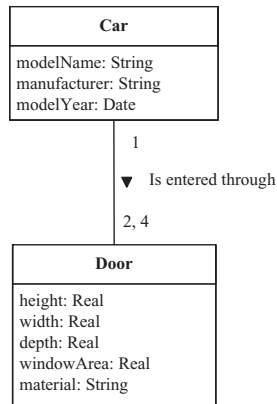 Car
modelName: String
manufacturer: String
modelYear: Date
1
Is entered through
2, 4
Door
height: Real
width: Real
depth: Real
windowArea: Real
material: String